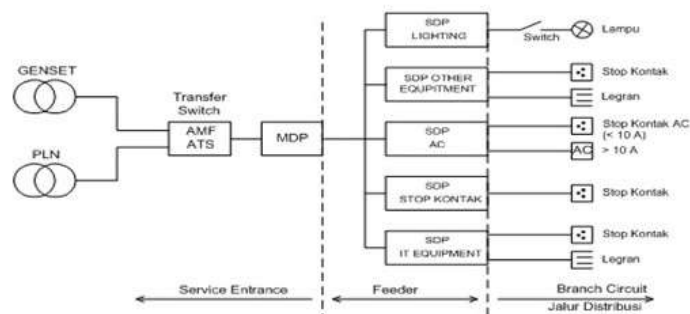 GENSET
PLN
Transfer
Switch
AMF
ATS
MDP
SDP
LIGHTING
Switch
Lampu
SDP OTHER
EQUPITMENT
Stop Kontak
Legran
SDP
AC
Stop Kontak AC
(< 10 A)
AC
> 10 A
SDP
STOP KONTAK
Stop Kontak
SDP
IT EQUIPMENT
Stop Kontak
Legran
Service Entrance
Feeder
Branch Circuit
Jalur Distribusi